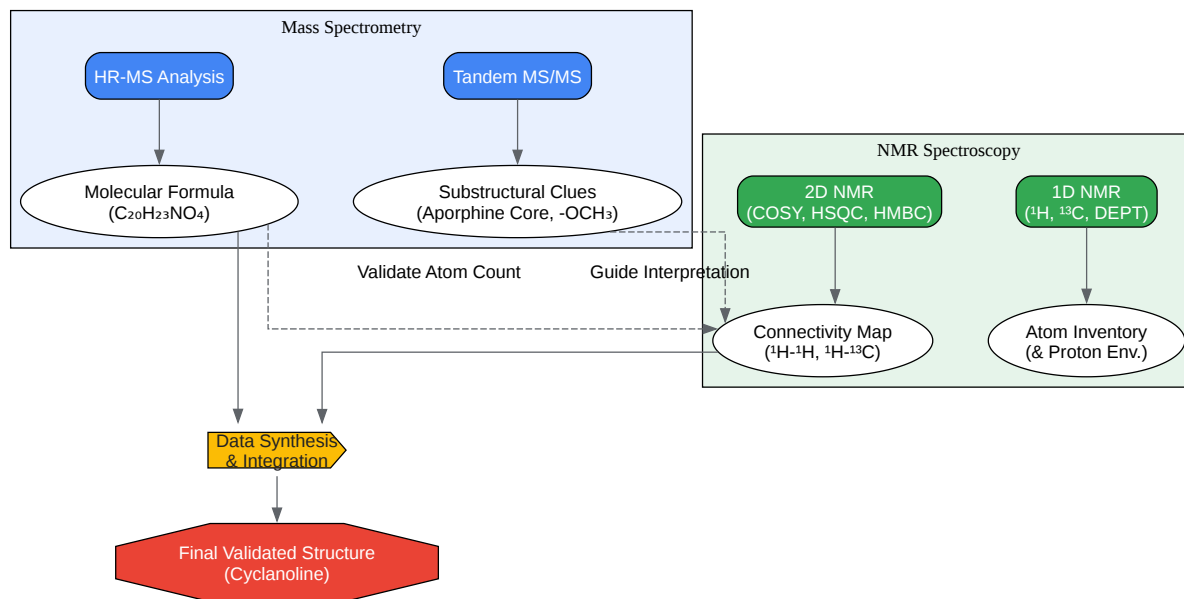 Mass Spectrometry
HR-MS Analysis
Tandem MS/MS
Molecular Formula
(C₂₀H₂₃NO₄)
Substructural Clues
(Aporphine Core, -OCH₃)
NMR Spectroscopy
2D NMR
(COSY, HSQC, HMBC)
1D NMR
(¹H, ¹³C, DEPT)
Validate Atom Count
Guide Interpretation
Connectivity Map
(¹H-¹H, ¹H-¹³C)
Atom Inventory
(& Proton Env.)
Data Synthesis
& Integration
Final Validated Structure
(Cyclanoline)